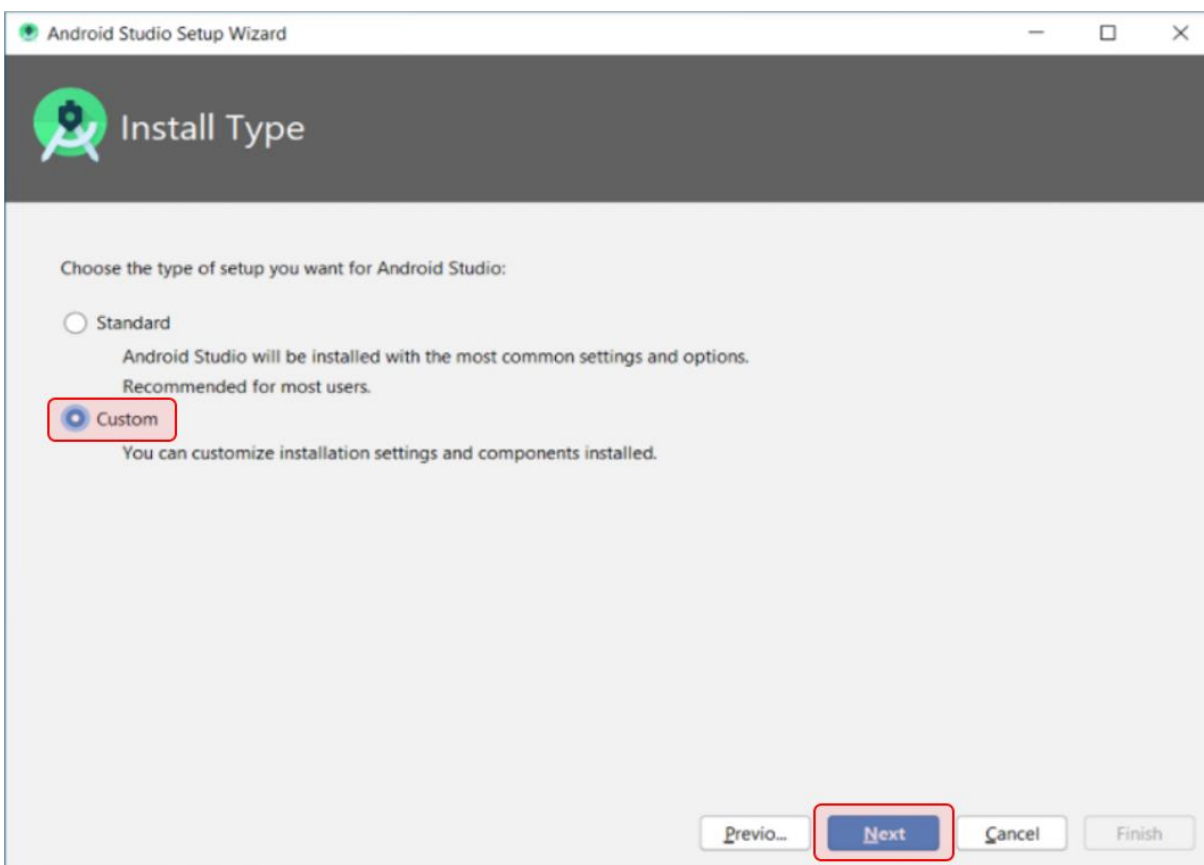 Android Studio Setup Wizard
Install Type
Choose the type of setup you want for Android Studio:
Standard
Android Studio will be installed with the most common settings and options.
Recommended for most users.
Custom
You can customize installation settings and components installed.
Previo... Next Cancel Finish